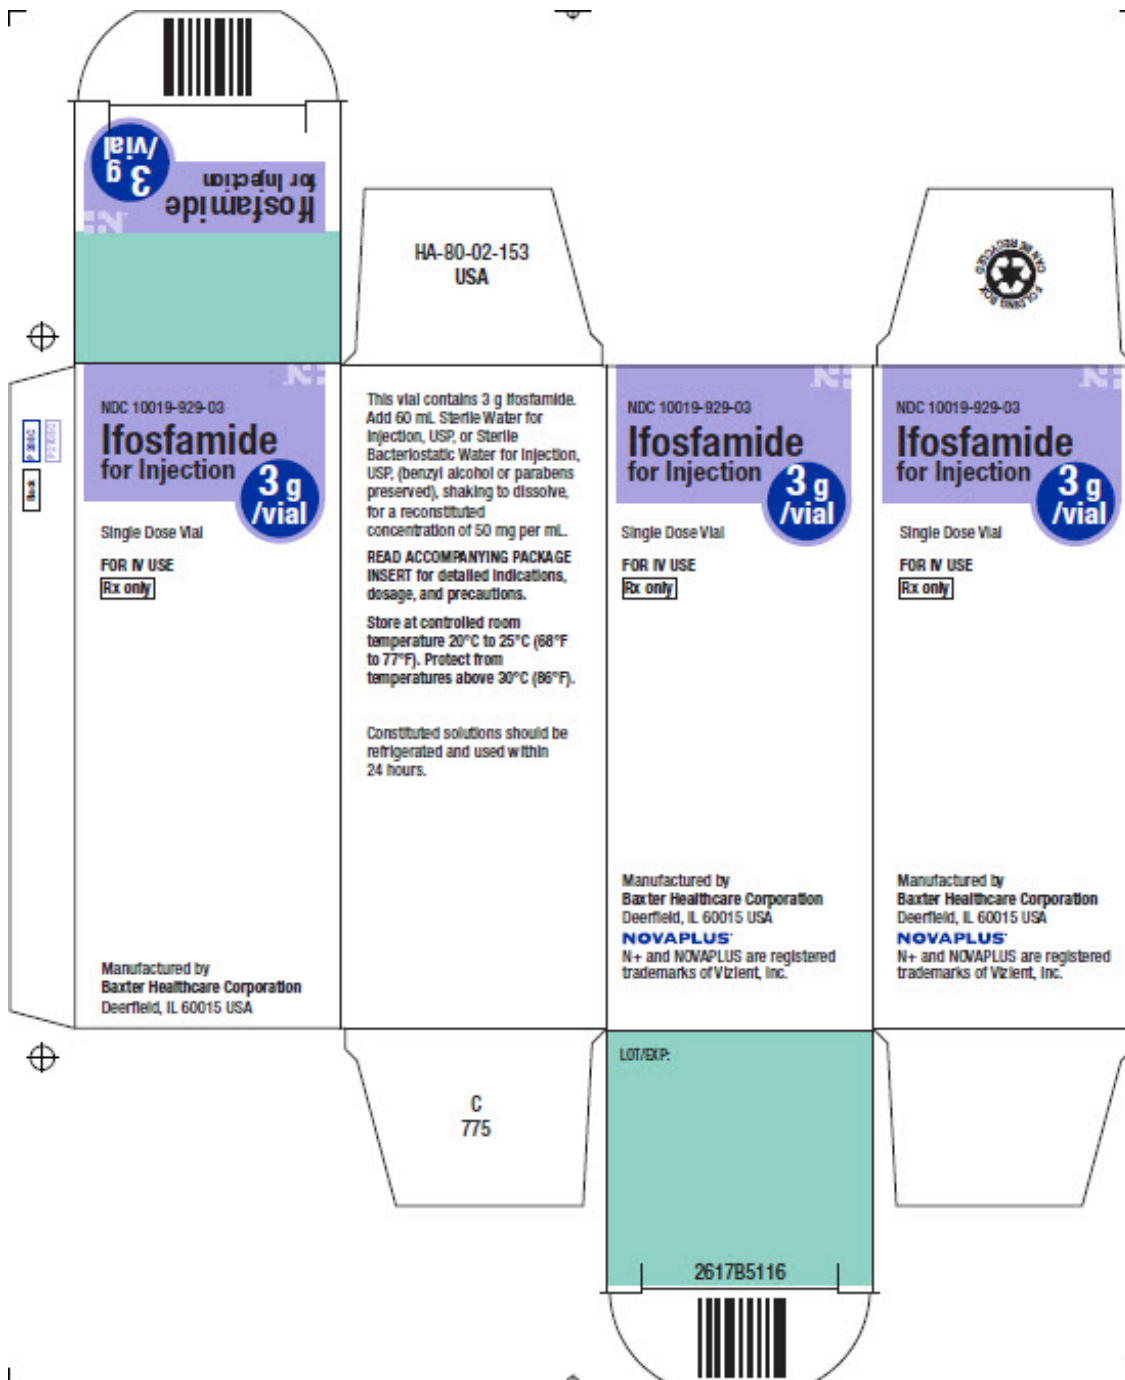 3 g
/vial
Ifosfamide
for Injection
HA-80-02-153
USA
FOLDING BOX
CAN BE RECYCLED
Black
NDC 10019-929-03
Ifosfamide
for Injection
3 g
/vial
Single Dose Vial
FOR IV USE
Rx only
Manufactured by
Baxter Healthcare Corporation
Deerfield, IL 60015 USA
This vial contains 3 g Ifosfamide.
Add 60 mL Sterile Water for
Injection, USP, or Sterile
Bacteriostatic Water for Injection,
USP, (benzyl alcohol or parabens
preserved), shaking to dissolve,
for a reconstituted
concentration of 50 mg per mL.
READ ACCOMPANYING PACKAGE
INSERT for detailed indications,
dosage, and precautions.
Store at controlled room
temperature 20°C to 25°C (68°F
to 77°F). Protect from
temperatures above 30°C (86°F).
Constituted solutions should be
refrigerated and used within
24 hours.
NDC 10019-929-03
Ifosfamide
for Injection
3 g
/vial
Single Dose Vial
FOR IV USE
Rx only
Manufactured by
Baxter Healthcare Corporation
Deerfield, IL 60015 USA
NOVAPLUS
N+ and NOVAPLUS are registered
trademarks of Vizient, Inc.
NDC 10019-929-03
Ifosfamide
for Injection
3 g
/vial
Single Dose Vial
FOR IV USE
Rx only
Manufactured by
Baxter Healthcare Corporation
Deerfield, IL 60015 USA
NOVAPLUS
N+ and NOVAPLUS are registered
trademarks of Vizient, Inc.
C
775
LOT/EXP:
2617B5116